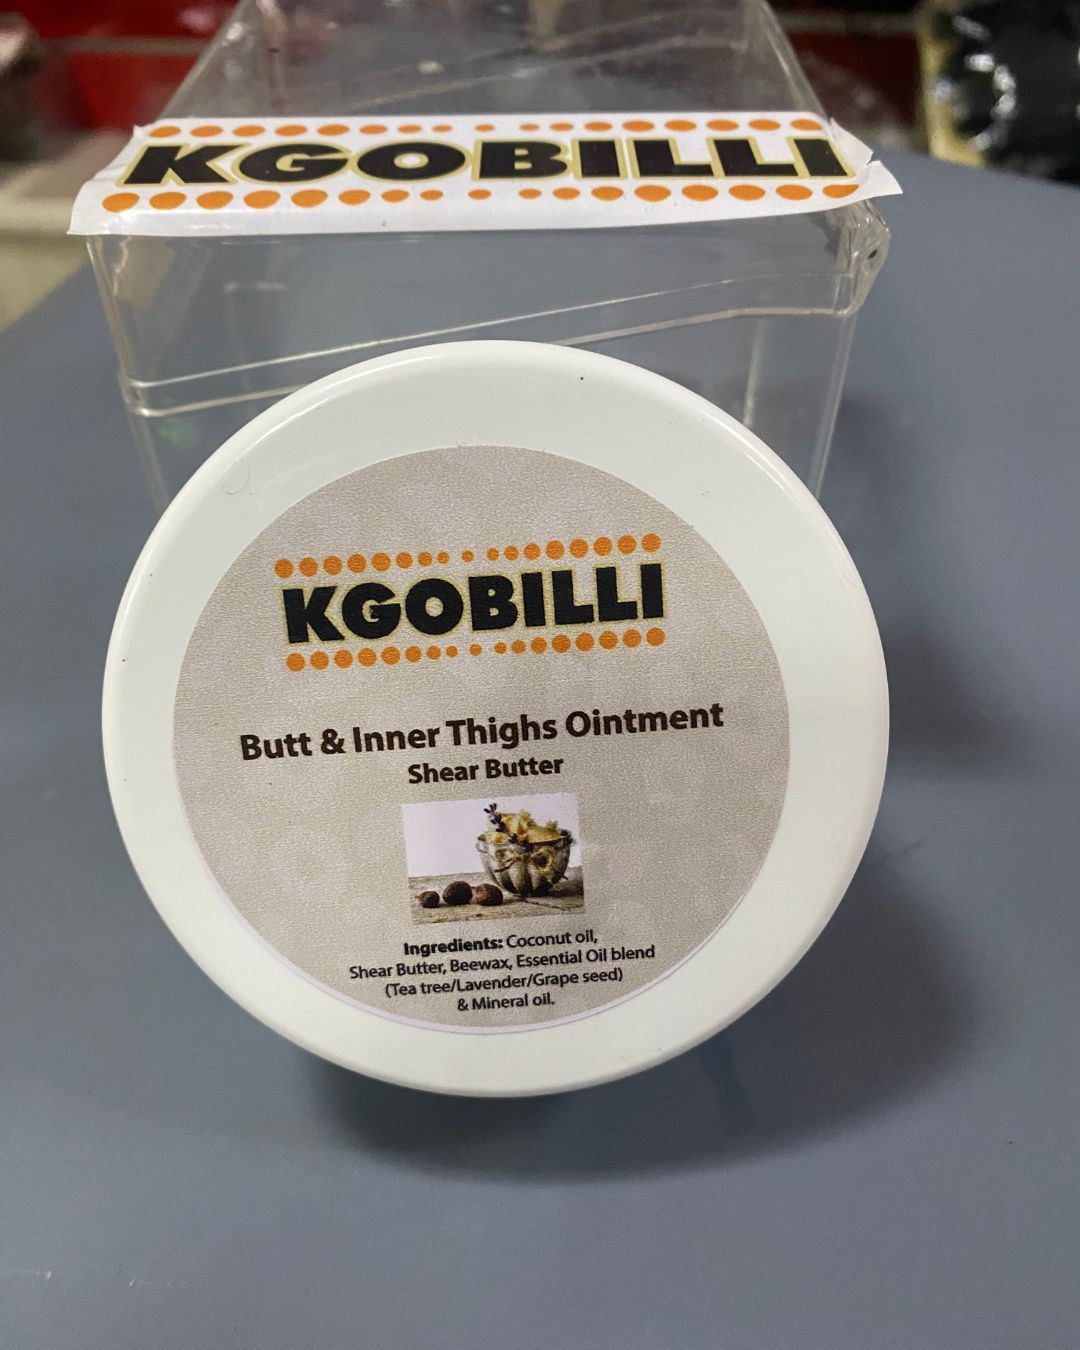 KGOBILLI
KGOBILLI
Butt & Inner Thighs Ointment
Shear Butter
Ingredients: Coconut oil,
Shear Butter, Beewax, Essential Oil blend
(Tea tree/Lavender/Grape seed)
& Mineral oil.